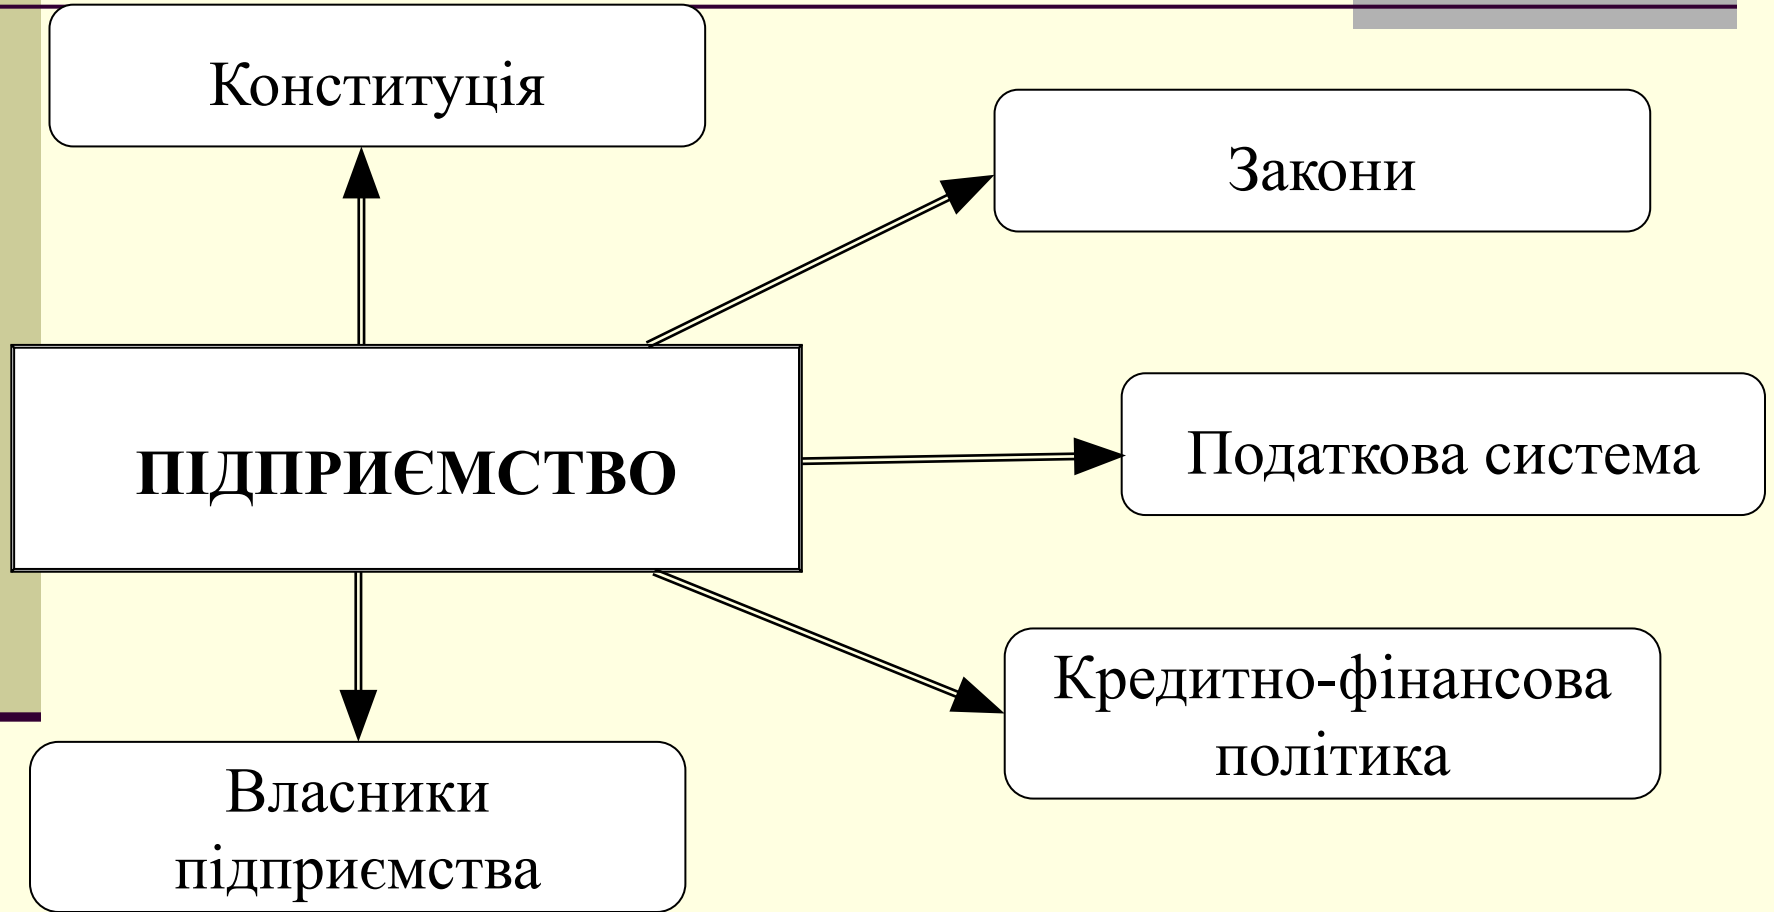 Конституція
Закони
ПІДПРИЄМСТВО
Податкова система
Кредитно-фінансова
політика
Власники
підприємства